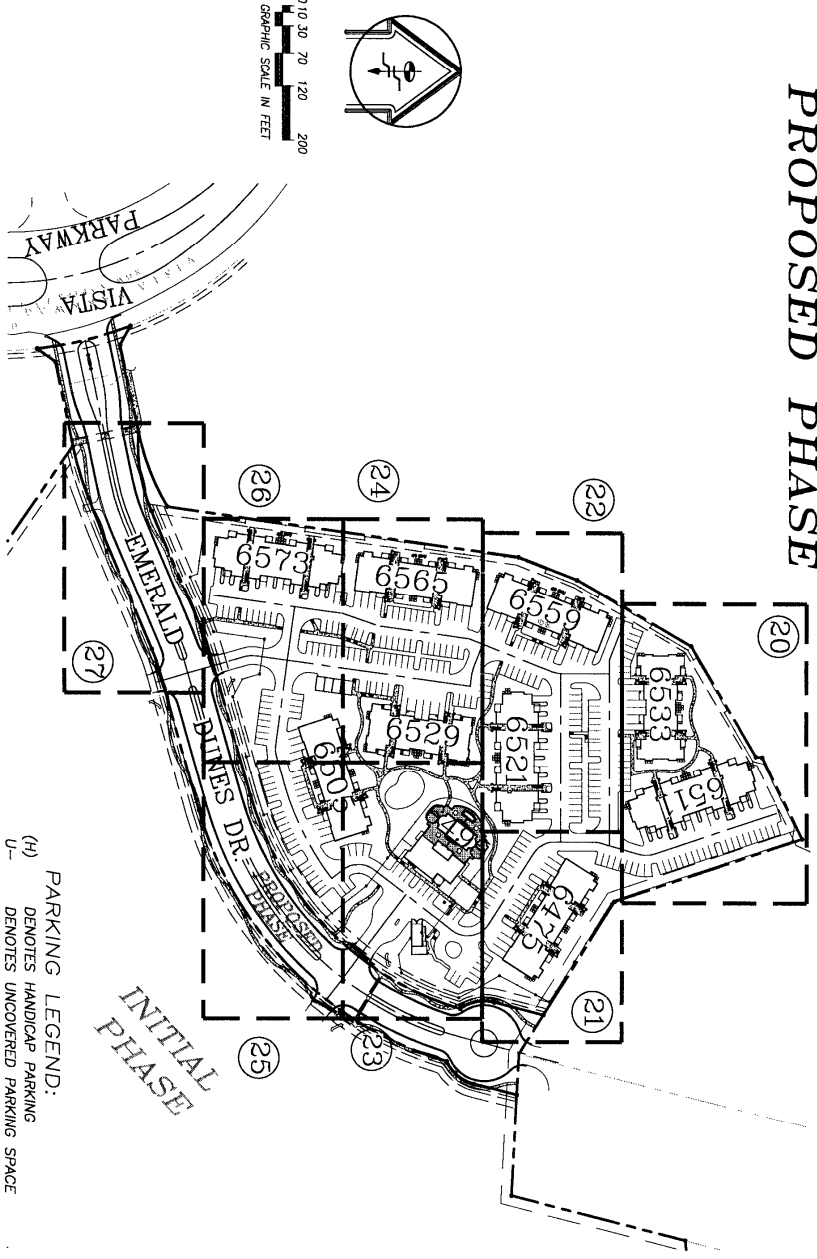 PROPOSED PHASE
0 10 30 70 120 200
GRAPHIC SCALE IN FEET
VISTA
PARKWAY
EMERALD
DUNES DR.
PROPOSED
PHASE
INITIAL
PHASE
20
22
24
26
27
21
23
25
6533
651
6559
6521
6475
6565
6529
6573
6505
PARKING LEGEND:
(H) DENOTES HANDICAP PARKING
U- DENOTES UNCOVERED PARKING SPACE